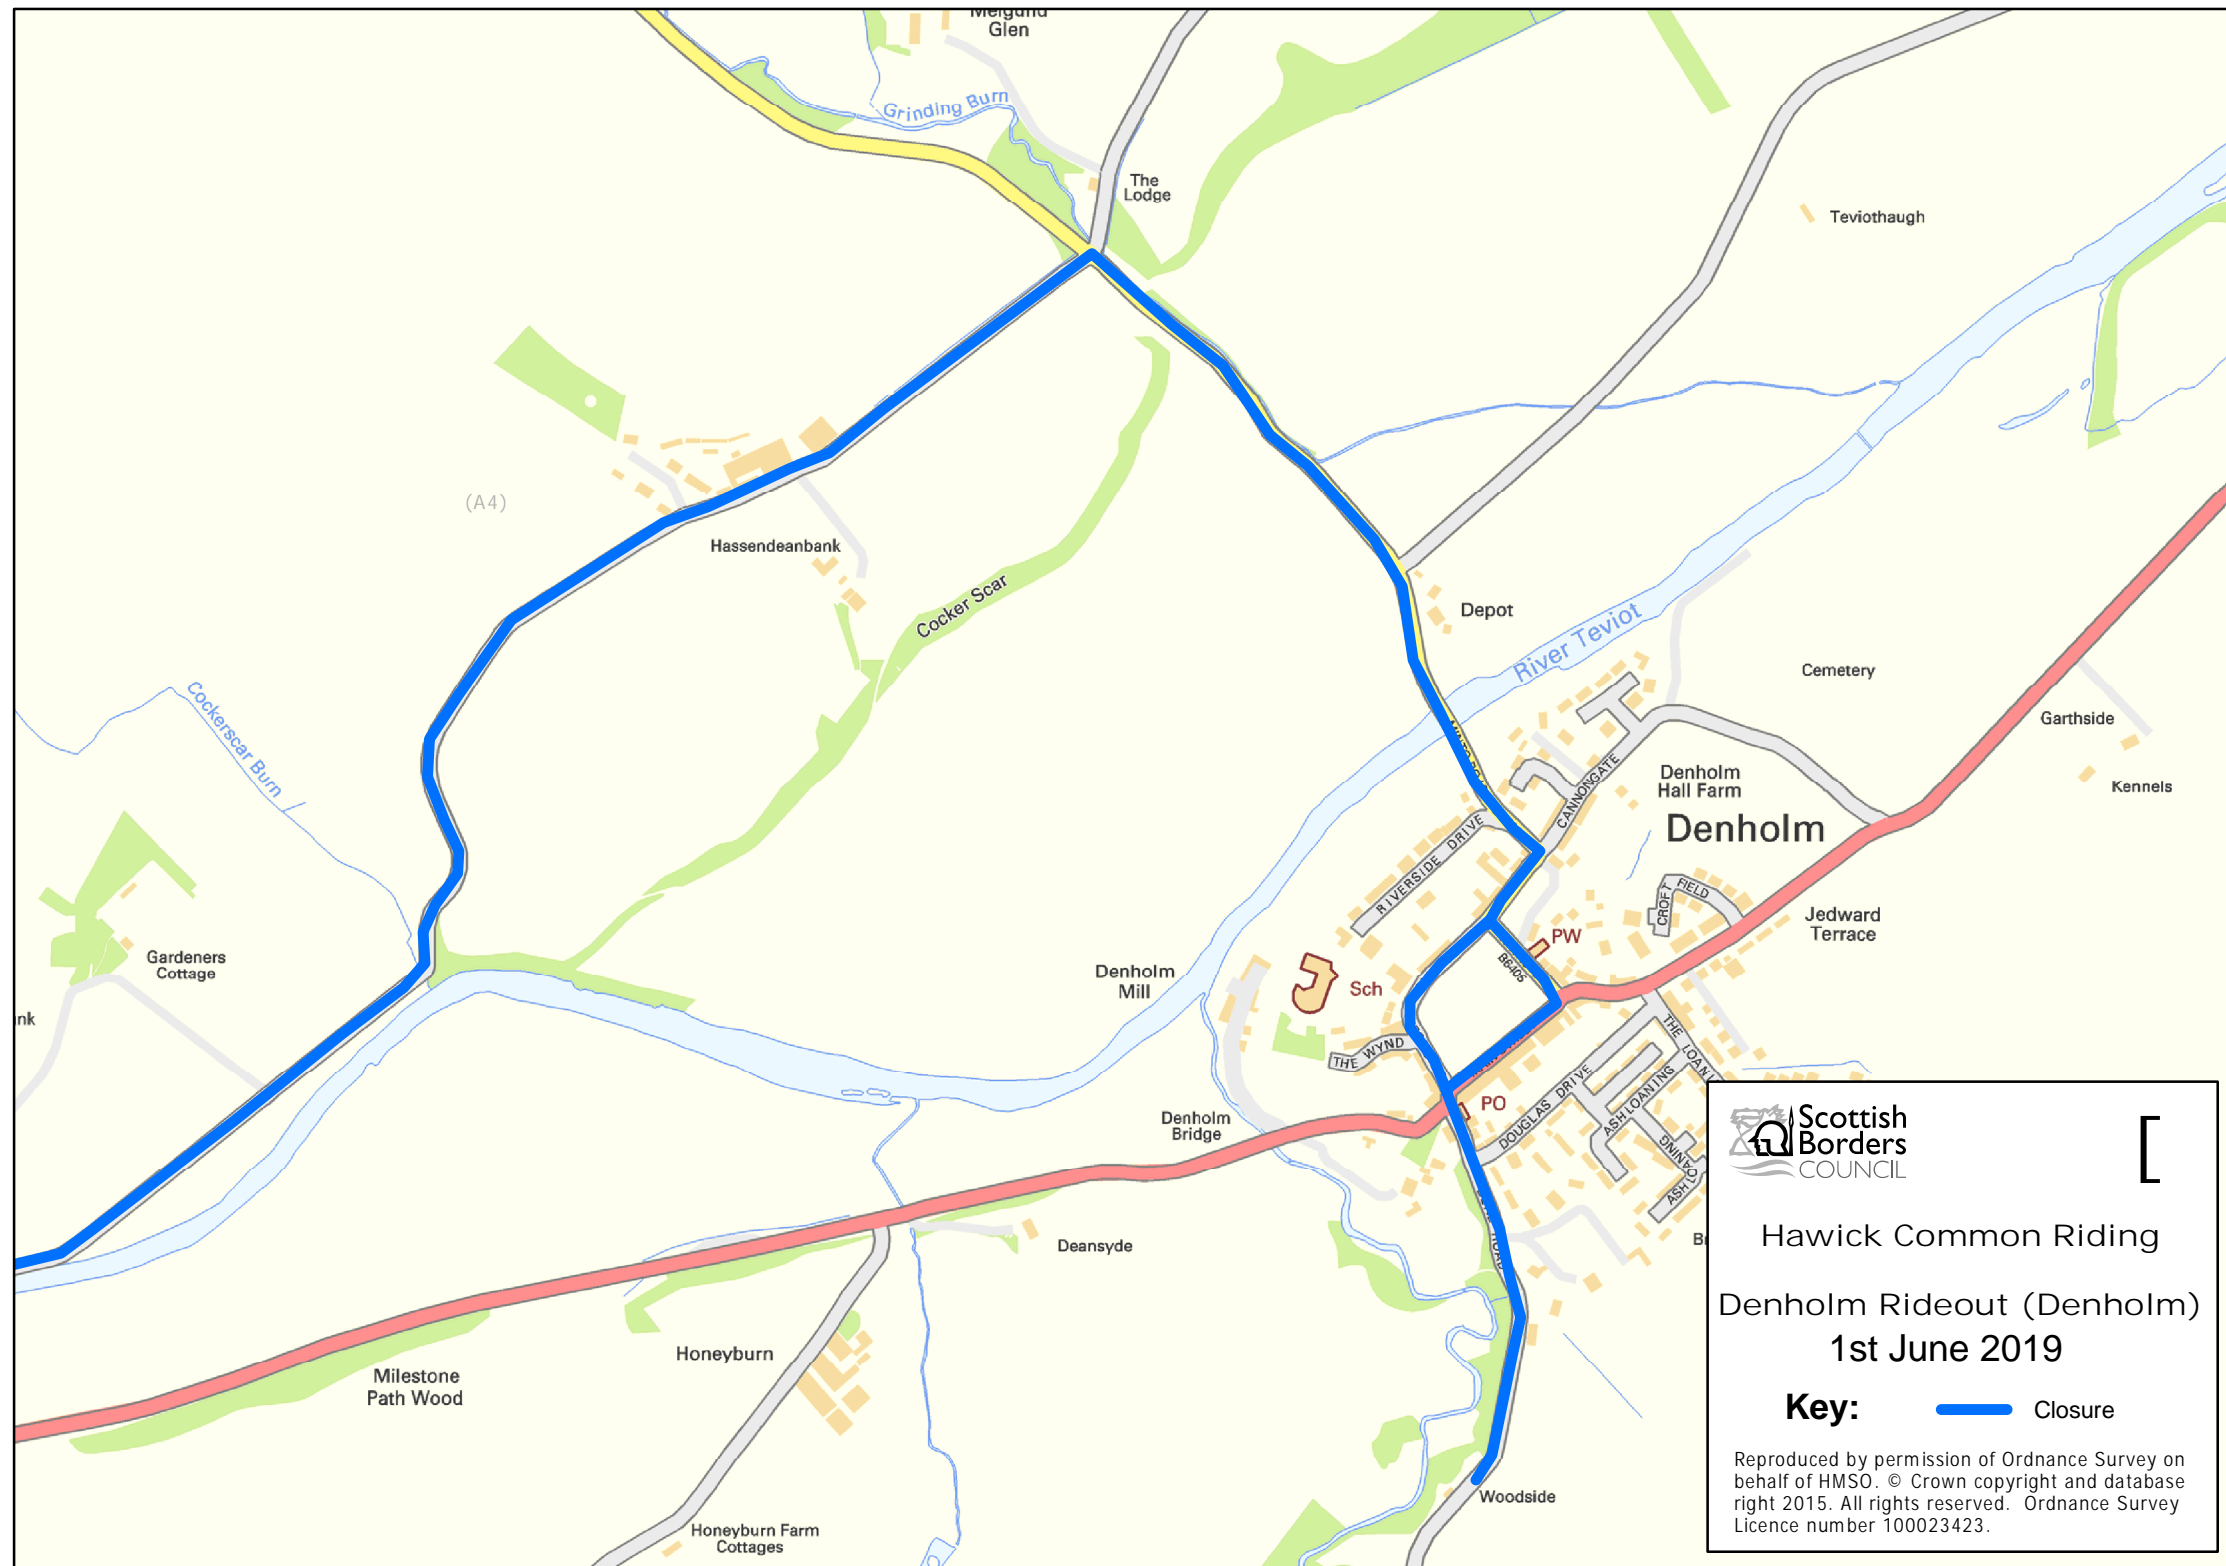 Glen
Grinding Burn
The
Lodge
Teviothaugh
(A4)
Hassendeanbank
Cocker Scar
Depot
River Teviot
Cemetery
Garthside
Kennels
Cockerscar Burn
CANNONGATE
Denholm
Hall Farm
Denholm
RIVERSIDE DRIVE
CROFT FIELD
Jedward
Terrace
PW
B6405
Sch
Gardeners
Cottage
Denholm
Mill
THE WYND
THE LOANI
PO
DOUGLAS DRIVE
ASH LOANING
ASH LOANING
Denholm
Bridge
Deansyde
Honeyburn
Milestone
Path Wood
Woodside
Honeyburn Farm
Cottages
Scottish
Borders
COUNCIL
[
Hawick Common Riding
Denholm Rideout (Denholm)
1st June 2019
Key:
Closure
Reproduced by permission of Ordnance Survey on
behalf of HMSO. © Crown copyright and database
right 2015. All rights reserved. Ordnance Survey
Licence number 100023423.